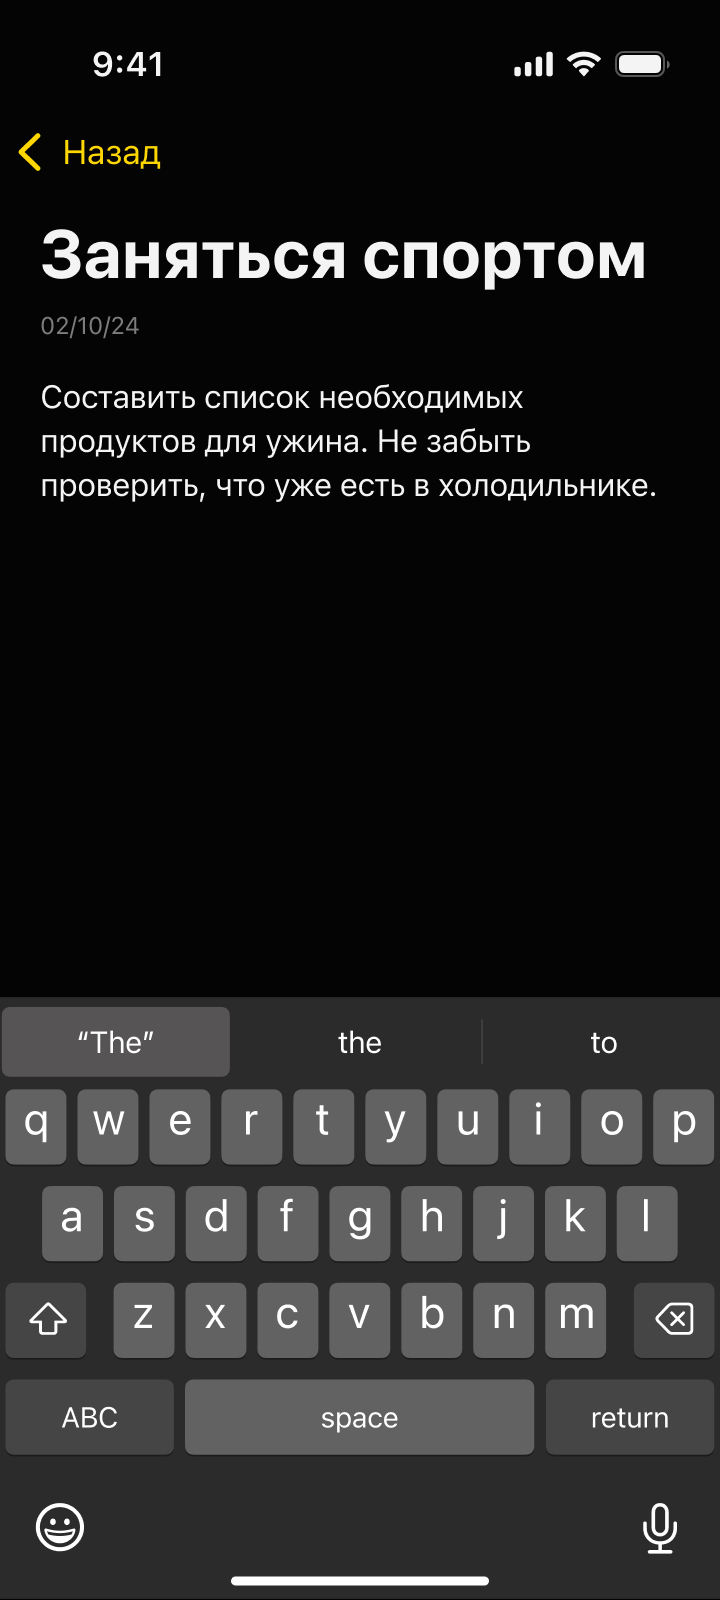 9:41
Назад
Заняться спортом
02/10/24
Составить список необходимых
продуктов для ужина. Не забыть
проверить, что уже есть в холодильнике.
“The” the to
q w e r t y u i o p
a s d f g h j k l
z x c v b n m
ABC space return